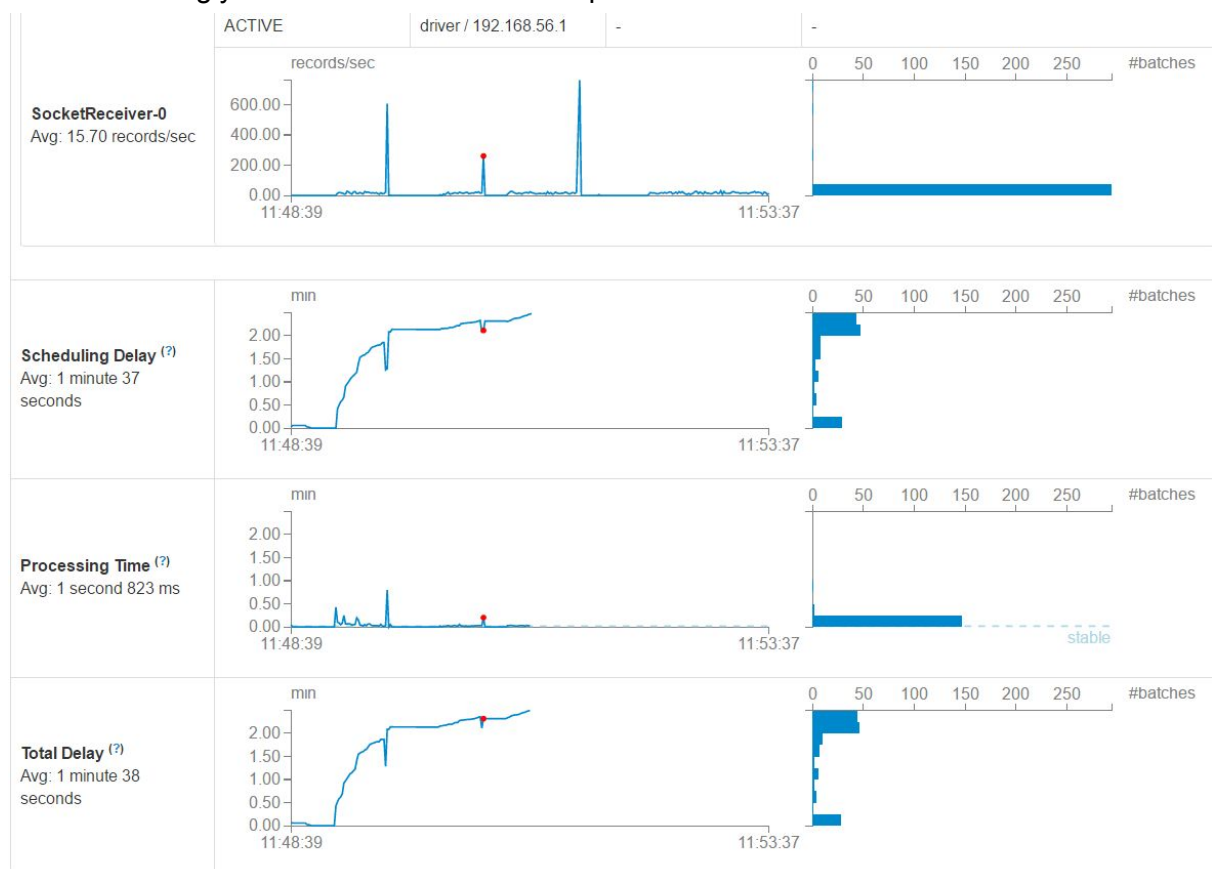 ACTIVE driver / 192.168.56.1 - -
SocketReceiver-0
Avg: 15.70 records/sec
records/sec
600.00
400.00
200.00
0.00
11:48:39 11:53:37
0 50 100 150 200 250 #batches
Scheduling Delay (?)
Avg: 1 minute 37
seconds
min
2.00
1.50
1.00
0.50
0.00
11:48:39 11:53:37
0 50 100 150 200 250 #batches
Processing Time (?)
Avg: 1 second 823 ms
min
2.00
1.50
1.00
0.50
0.00
11:48:39 11:53:37
0 50 100 150 200 250 #batches
stable
Total Delay (?)
Avg: 1 minute 38
seconds
min
2.00
1.50
1.00
0.50
0.00
11:48:39 11:53:37
0 50 100 150 200 250 #batches